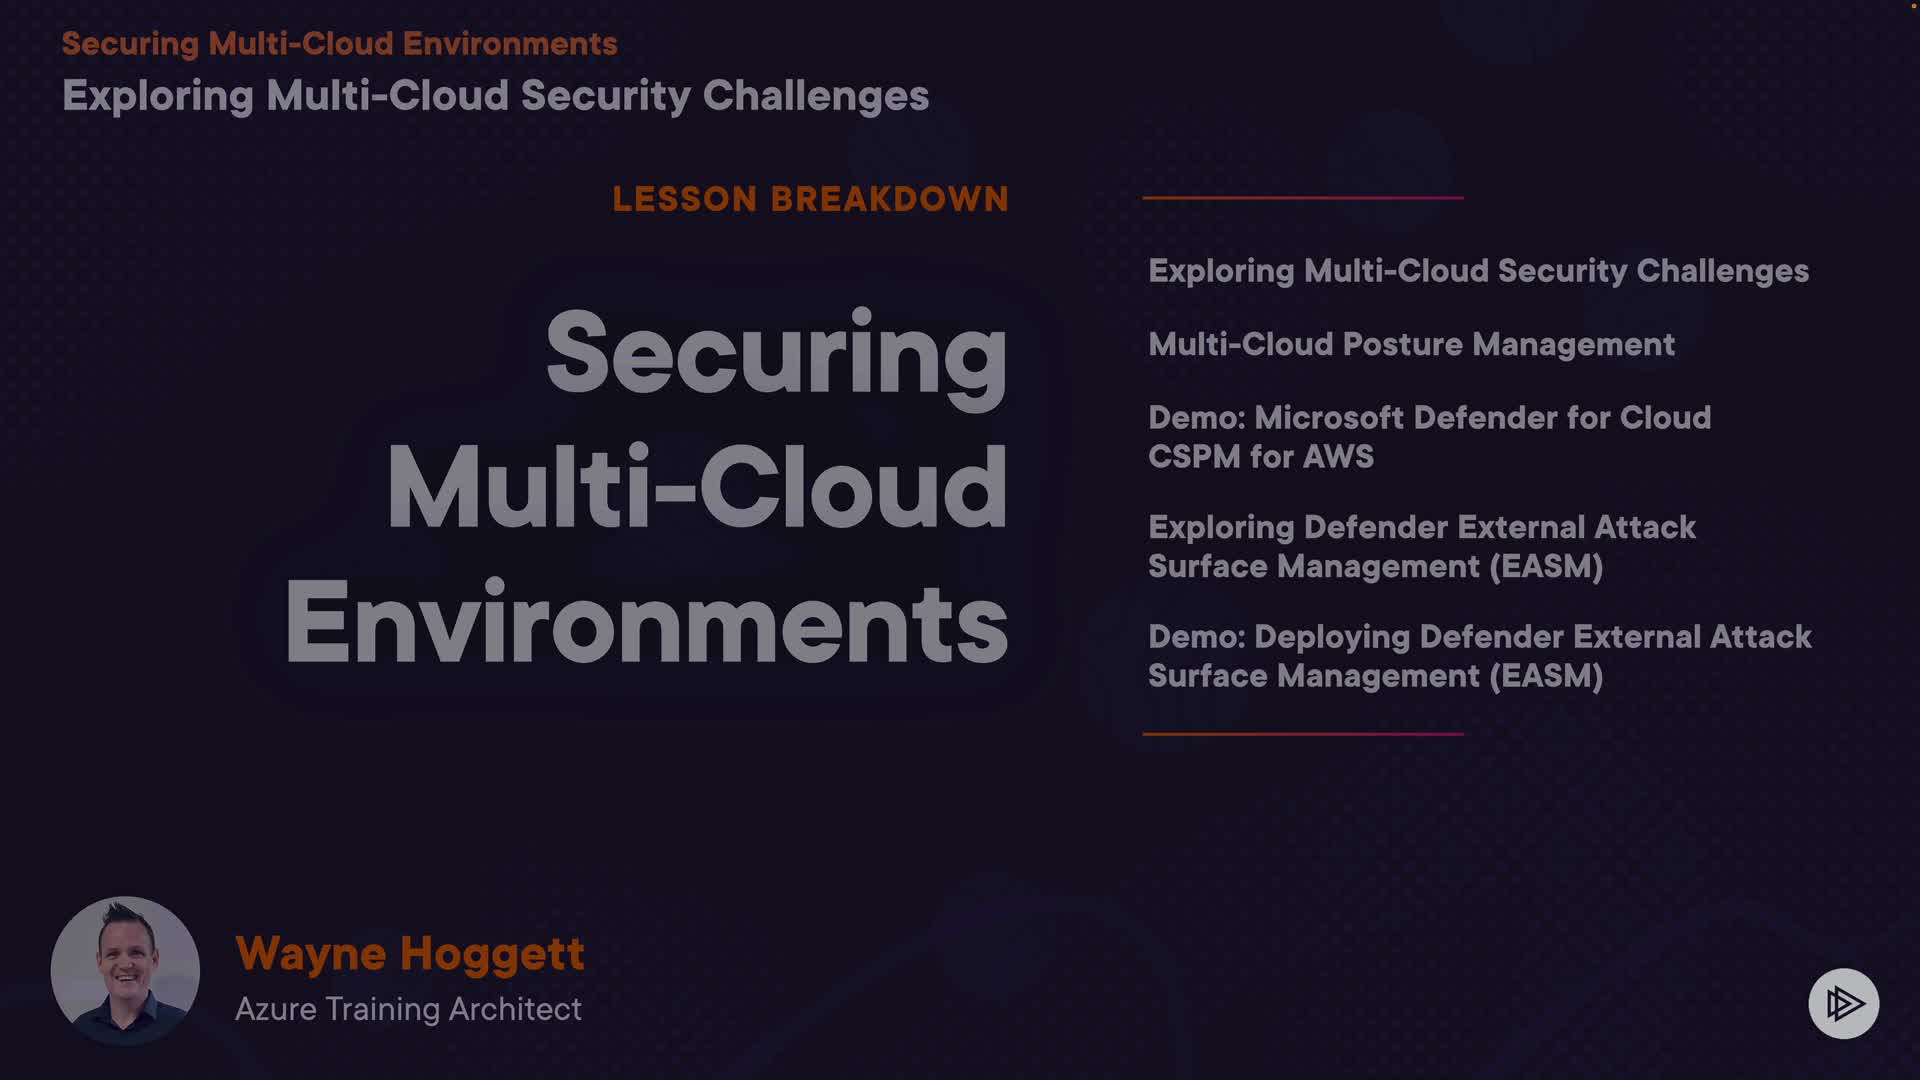 Securing Multi-Cloud Environments
Exploring Multi-Cloud Security Challenges
LESSON BREAKDOWN
Securing
Multi-Cloud
Environments
Exploring Multi-Cloud Security Challenges
Multi-Cloud Posture Management
Demo: Microsoft Defender for Cloud
CSPM for AWS
Exploring Defender External Attack
Surface Management (EASM)
Demo: Deploying Defender External Attack
Surface Management (EASM)
Wayne Hoggett
Azure Training Architect